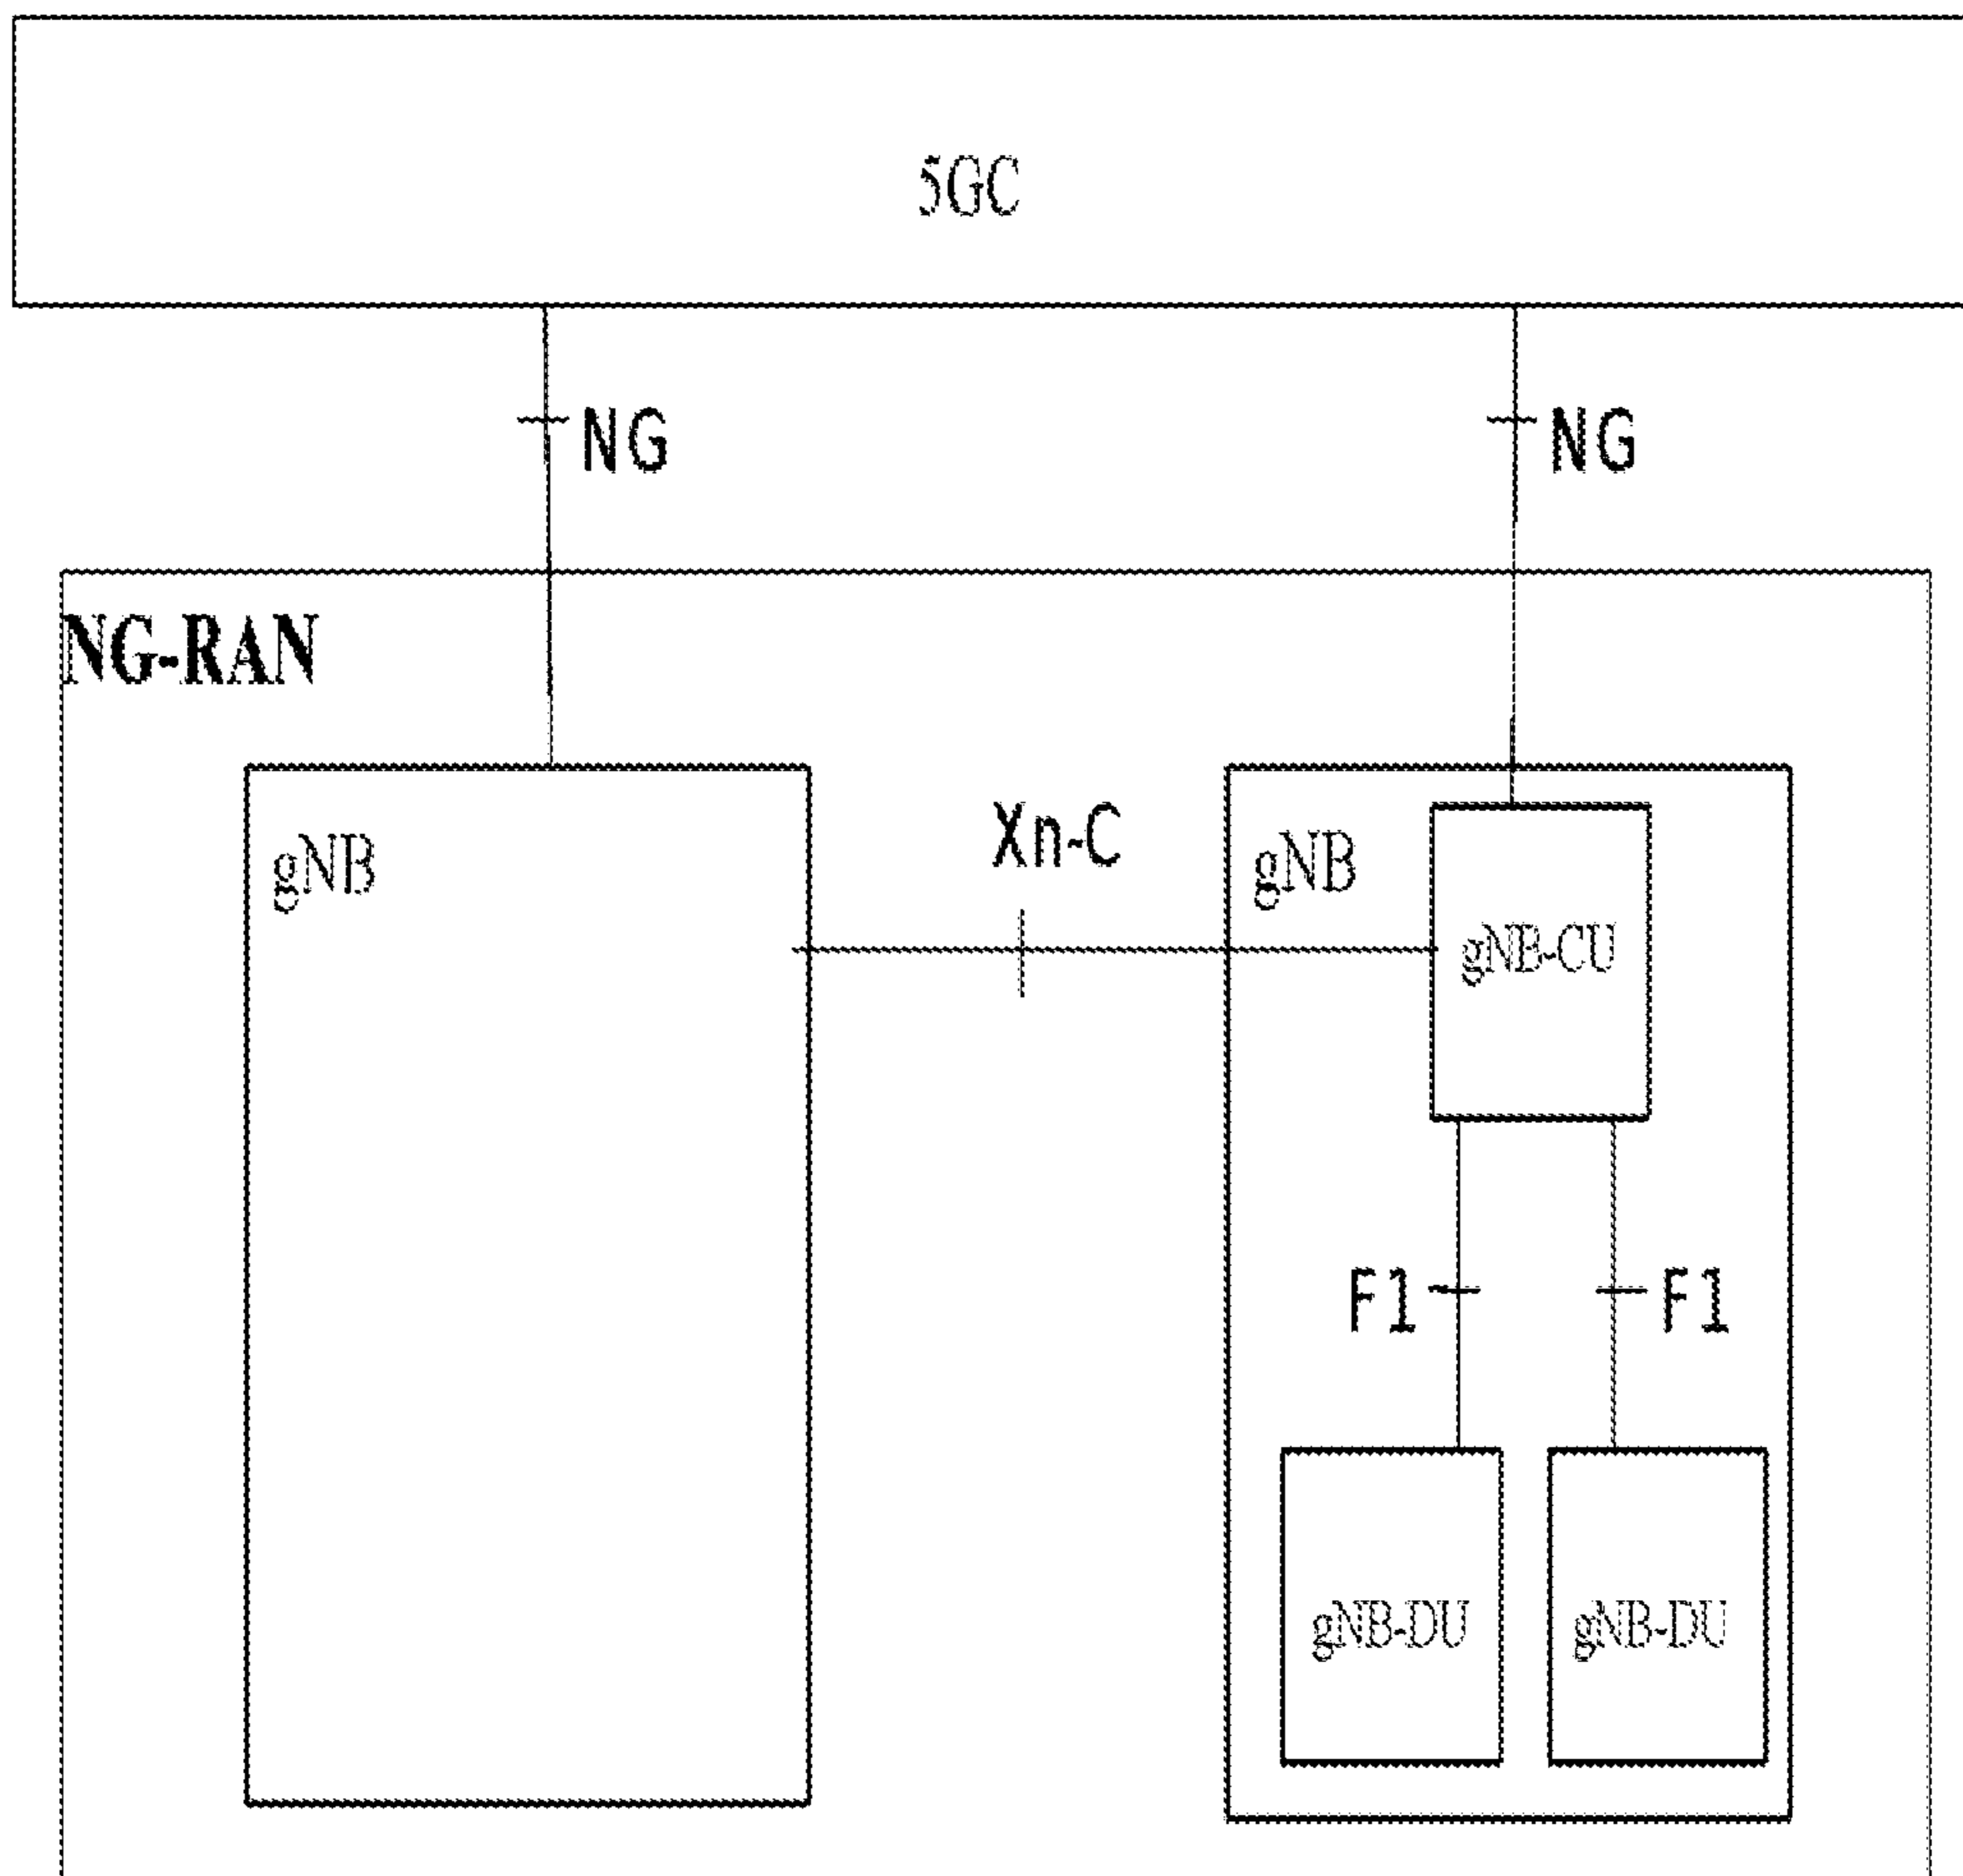 5GC
NG
NG
NG-RAN
gNB
Xn-C
gNB
gNB-CU
F1
F1
gNB-DU
gNB-DU